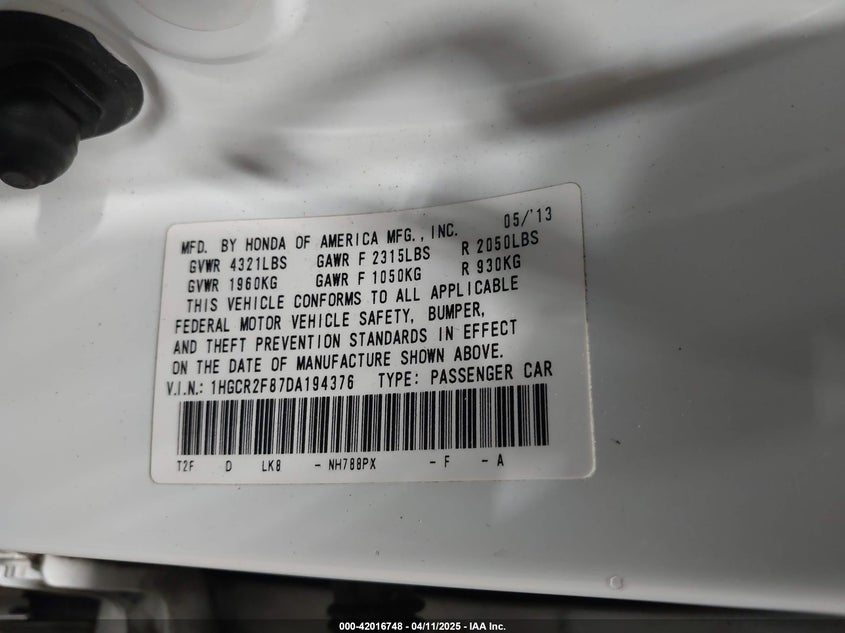 MFD. BY HONDA OF AMERICA MFG., INC. 05/'13
GVWR 4321LBS GAWR F 2315LBS R 2050LBS
GVWR 1960KG GAWR F 1050KG R 930KG
THIS VEHICLE CONFORMS TO ALL APPLICABLE
FEDERAL MOTOR VEHICLE SAFETY, BUMPER,
AND THEFT PREVENTION STANDARDS IN EFFECT
ON THE DATE OF MANUFACTURE SHOWN ABOVE.
V.I.N.: 1HGCR2F87DA194376 TYPE: PASSENGER CAR
T2F D LK8 - NH788PX - F - A
000-42016748 - 04/11/2025 - IAA Inc.